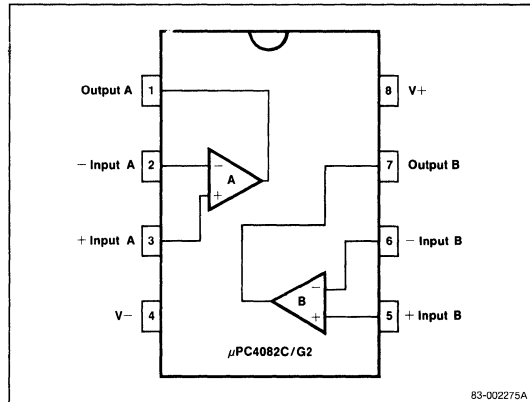 Output A 1 8 V+
− Input A 2 7 Output B
−
A
+
+ Input A 3 6 − Input B
−
B
+
V− 4 5 + Input B
μPC4082C/G2
83-002275A